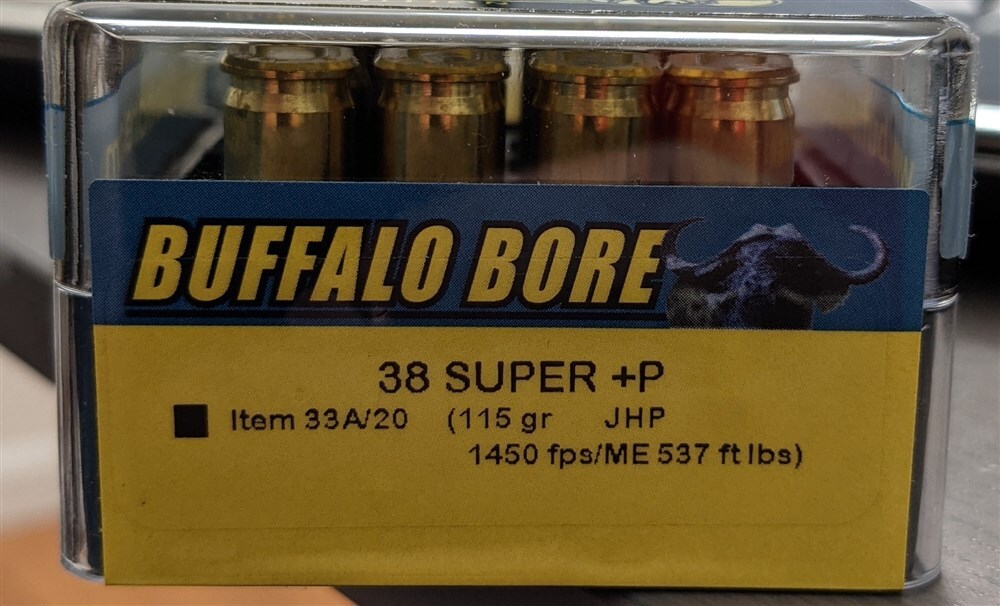 BUFFALO BORE
38 SUPER +P
Item 33A/20 (115 gr JHP
1450 fps/ME 537 ft lbs)